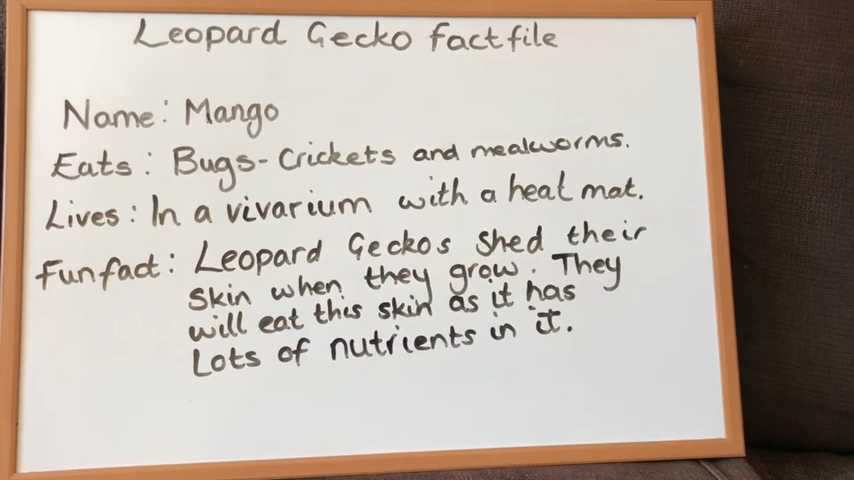 Leopard Gecko factfile
Name: Mango
Eats: Bugs- Crickets and mealworms.
Lives: In a vivarium with a heat mat.
Funfact: Leopard Geckos shed their
skin when they grow. They
will eat this skin as it has
Lots of nutrients in it.